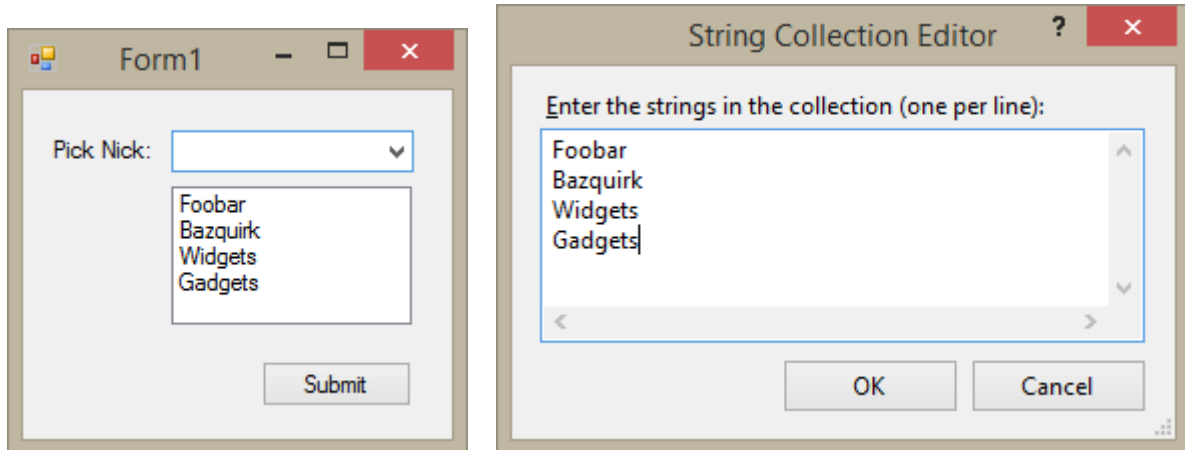 Form1
Pick Nick:
Foobar
Bazquirk
Widgets
Gadgets
Submit
String Collection Editor ?
Enter the strings in the collection (one per line):
Foobar
Bazquirk
Widgets
Gadgets
OK Cancel